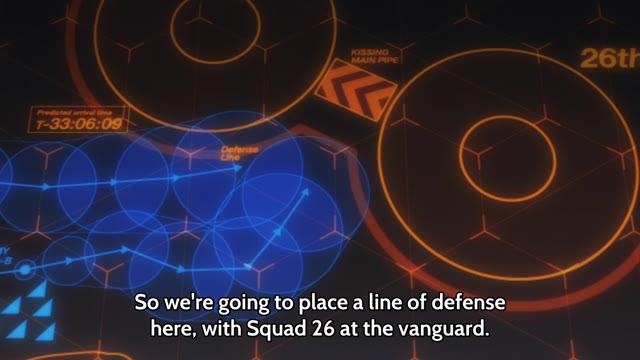 KISSING
MAIN PIPE
26th
Predicted arrival time
T-33:06:09
Defense
Line
-8
So we're going to place a line of defense
here, with Squad 26 at the vanguard.